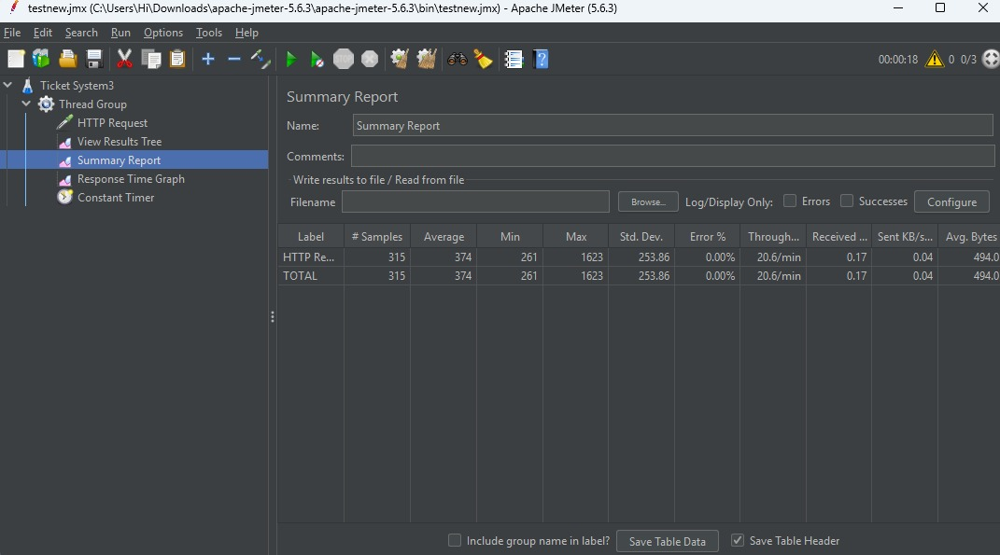 testnew.jmx (C:\Users\Hi\Downloads\apache-jmeter-5.6.3\apache-jmeter-5.6.3\bin\testnew.jmx) - Apache JMeter (5.6.3)
File Edit Search Run Options Tools Help
STOP 00:00:18 0 0/3
Ticket System3
Thread Group
HTTP Request
View Results Tree
Summary Report
Response Time Graph
Constant Timer
Summary Report
Name: Summary Report
Comments:
Write results to file / Read from file
Filename Browse... Log/Display Only: Errors Successes Configure
Label # Samples Average Min Max Std. Dev. Error % Through... Received ... Sent KB/s... Avg. Bytes
HTTP Re... 315 374 261 1623 253.86 0.00% 20.6/min 0.17 0.04 494.0
TOTAL 315 374 261 1623 253.86 0.00% 20.6/min 0.17 0.04 494.0
Include group name in label? Save Table Data Save Table Header